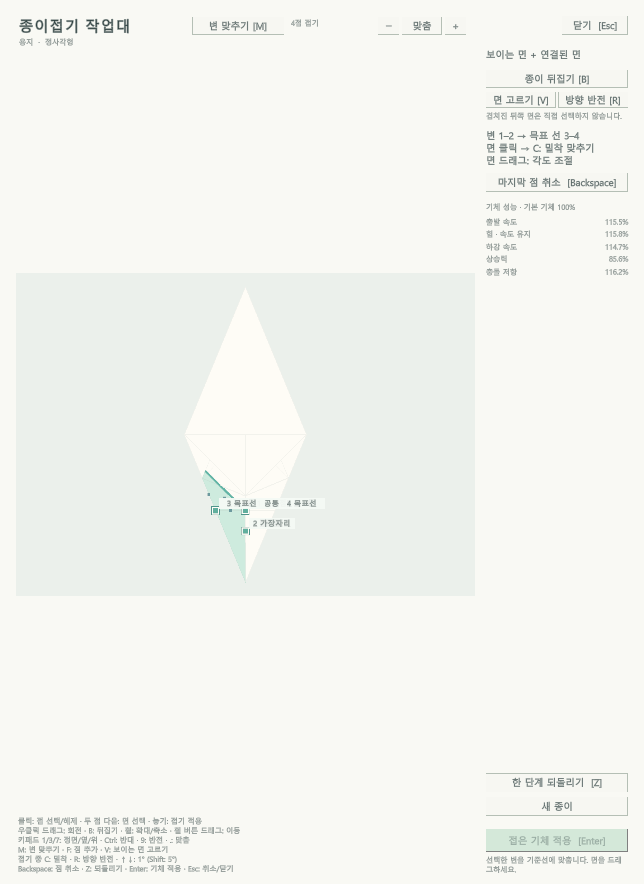 종이접기 작업대
용지 · 정사각형
변 맞추기 [M]
4점 접기
− 맞춤 +
닫기 [Esc]
보이는 면 + 연결된 면
종이 뒤집기 [B]
면 고르기 [V] 방향 반전 [R]
겹쳐진 뒤쪽 면은 직접 선택하지 않습니다.
변 1–2 → 목표 선 3–4
면 클릭 → C: 밀착 맞추기
면 드래그: 각도 조절
마지막 점 취소 [Backspace]
기체 성능 · 기본 기체 100%
출발 속도 115.5%
힘 · 속도 유지 115.8%
하강 속도 114.7%
상승력 85.6%
충돌 저항 116.2%
3 목표선 공통 4 목표선
2 가장자리
한 단계 되돌리기 [Z]
새 종이
접은 기체 적용 [Enter]
선택한 변을 기준선에 맞춥니다. 면을 드래
그하세요.
클릭: 점 선택/해제 · 두 점 다음: 면 선택 · 놓기: 접기 적용
우클릭 드래그: 회전 · B: 뒤집기 · 휠: 확대/축소 · 휠 버튼 드래그: 이동
키패드 1/3/7: 정면/옆/위 · Ctrl: 반대 · 9: 반전 · .: 맞춤
M: 변 맞추기 · F: 점 추가 · V: 보이는 면 고르기
접기 중 C: 밀착 · R: 방향 반전 · ↑ ↓: 1° (Shift: 5°)
Backspace: 점 취소 · Z: 되돌리기 · Enter: 기체 적용 · Esc: 취소/닫기